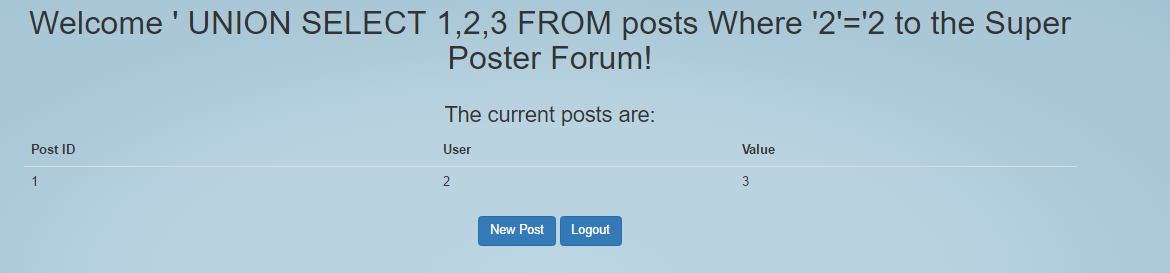 Welcome ' UNION SELECT 1,2,3 FROM posts Where '2'='2 to the Super
Poster Forum!
The current posts are:
Post ID User Value
1 2 3
New Post Logout